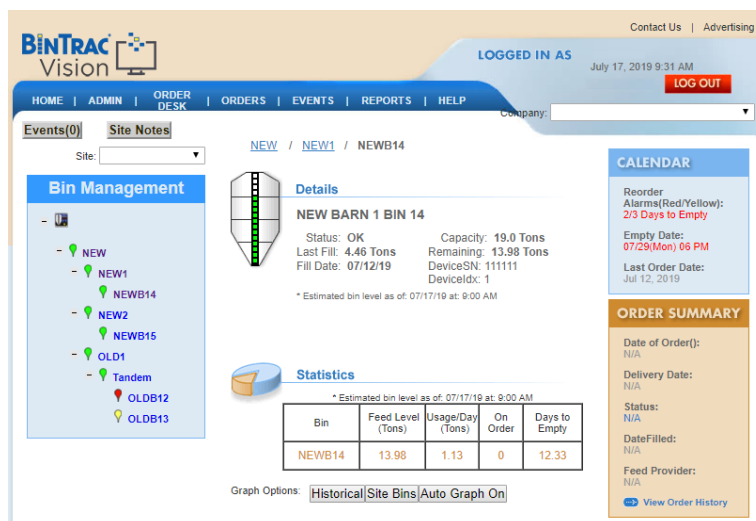 Contact Us | Advertising
BINTRAC
Vision
LOGGED IN AS
July 17, 2019 9:31 AM
LOG OUT
HOME | ADMIN | ORDER DESK | ORDERS | EVENTS | REPORTS | HELP
Company:
Events(0) Site Notes
Site:
NEW / NEW1 / NEWB14
Bin Management
NEW
NEW1
NEWB14
NEW2
NEWB15
OLD1
Tandem
OLDB12
OLDB13
Details
NEW BARN 1 BIN 14
Status: OK Capacity: 19.0 Tons
Last Fill: 4.46 Tons Remaining: 13.98 Tons
Fill Date: 07/12/19 DeviceSN: 111111
DeviceIdx: 1
* Estimated bin level as of: 07/17/19 at: 9:00 AM
Statistics
* Estimated bin level as of: 07/17/19 at: 9:00 AM
Bin Feed Level (Tons) Usage/Day (Tons) On Order Days to Empty
NEWB14 13.98 1.13 0 12.33
Graph Options: Historical Site Bins Auto Graph On
CALENDAR
Reorder
Alarms(Red/Yellow):
2/3 Days to Empty
Empty Date:
07/29(Mon) 06 PM
Last Order Date:
Jul 12, 2019
ORDER SUMMARY
Date of Order():
N/A
Delivery Date:
N/A
Status:
N/A
DateFilled:
N/A
Feed Provider:
N/A
View Order History